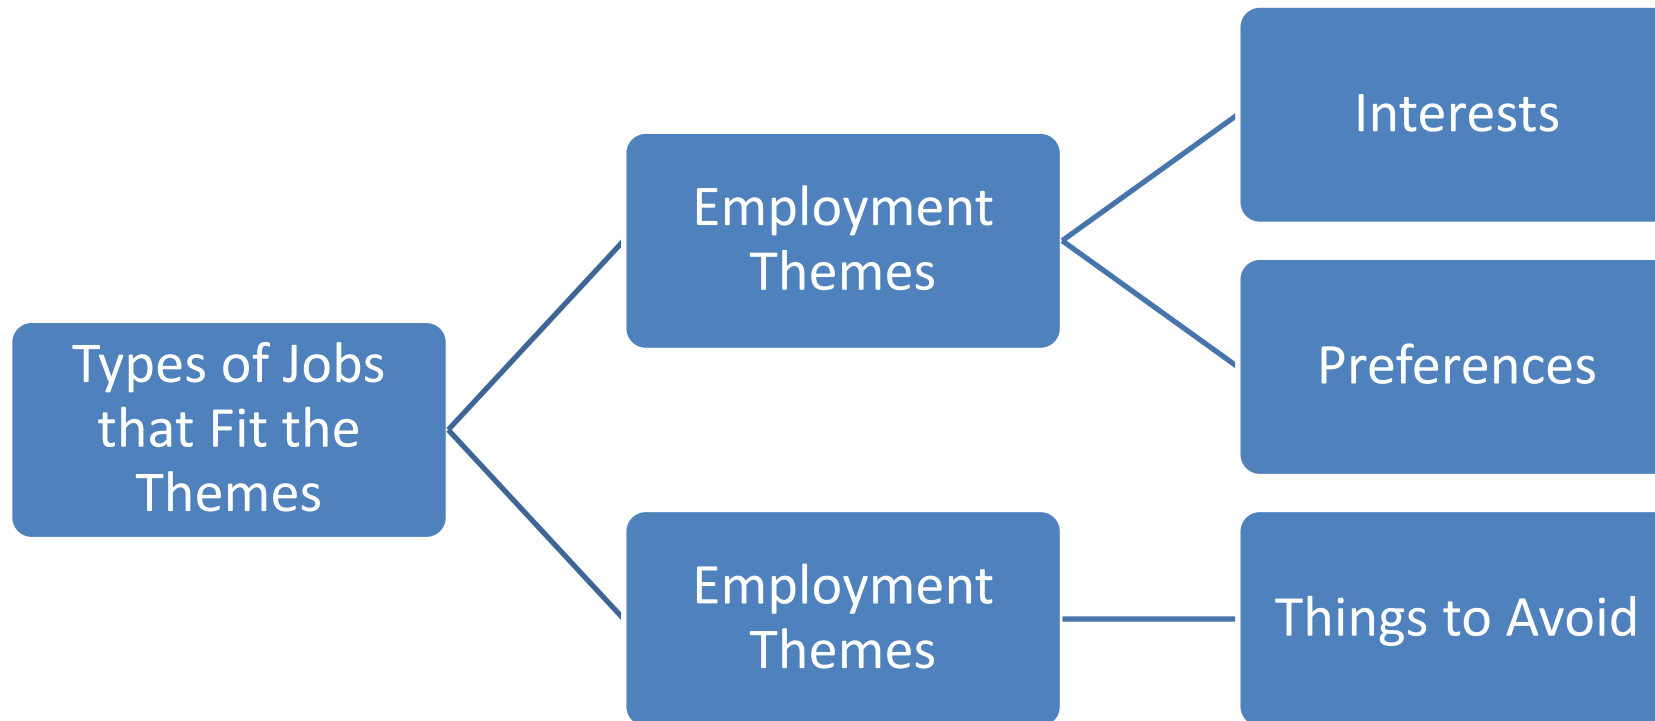 Types of Jobs
that Fit the
Themes
Employment
Themes
Employment
Themes
Interests
Preferences
Things to Avoid